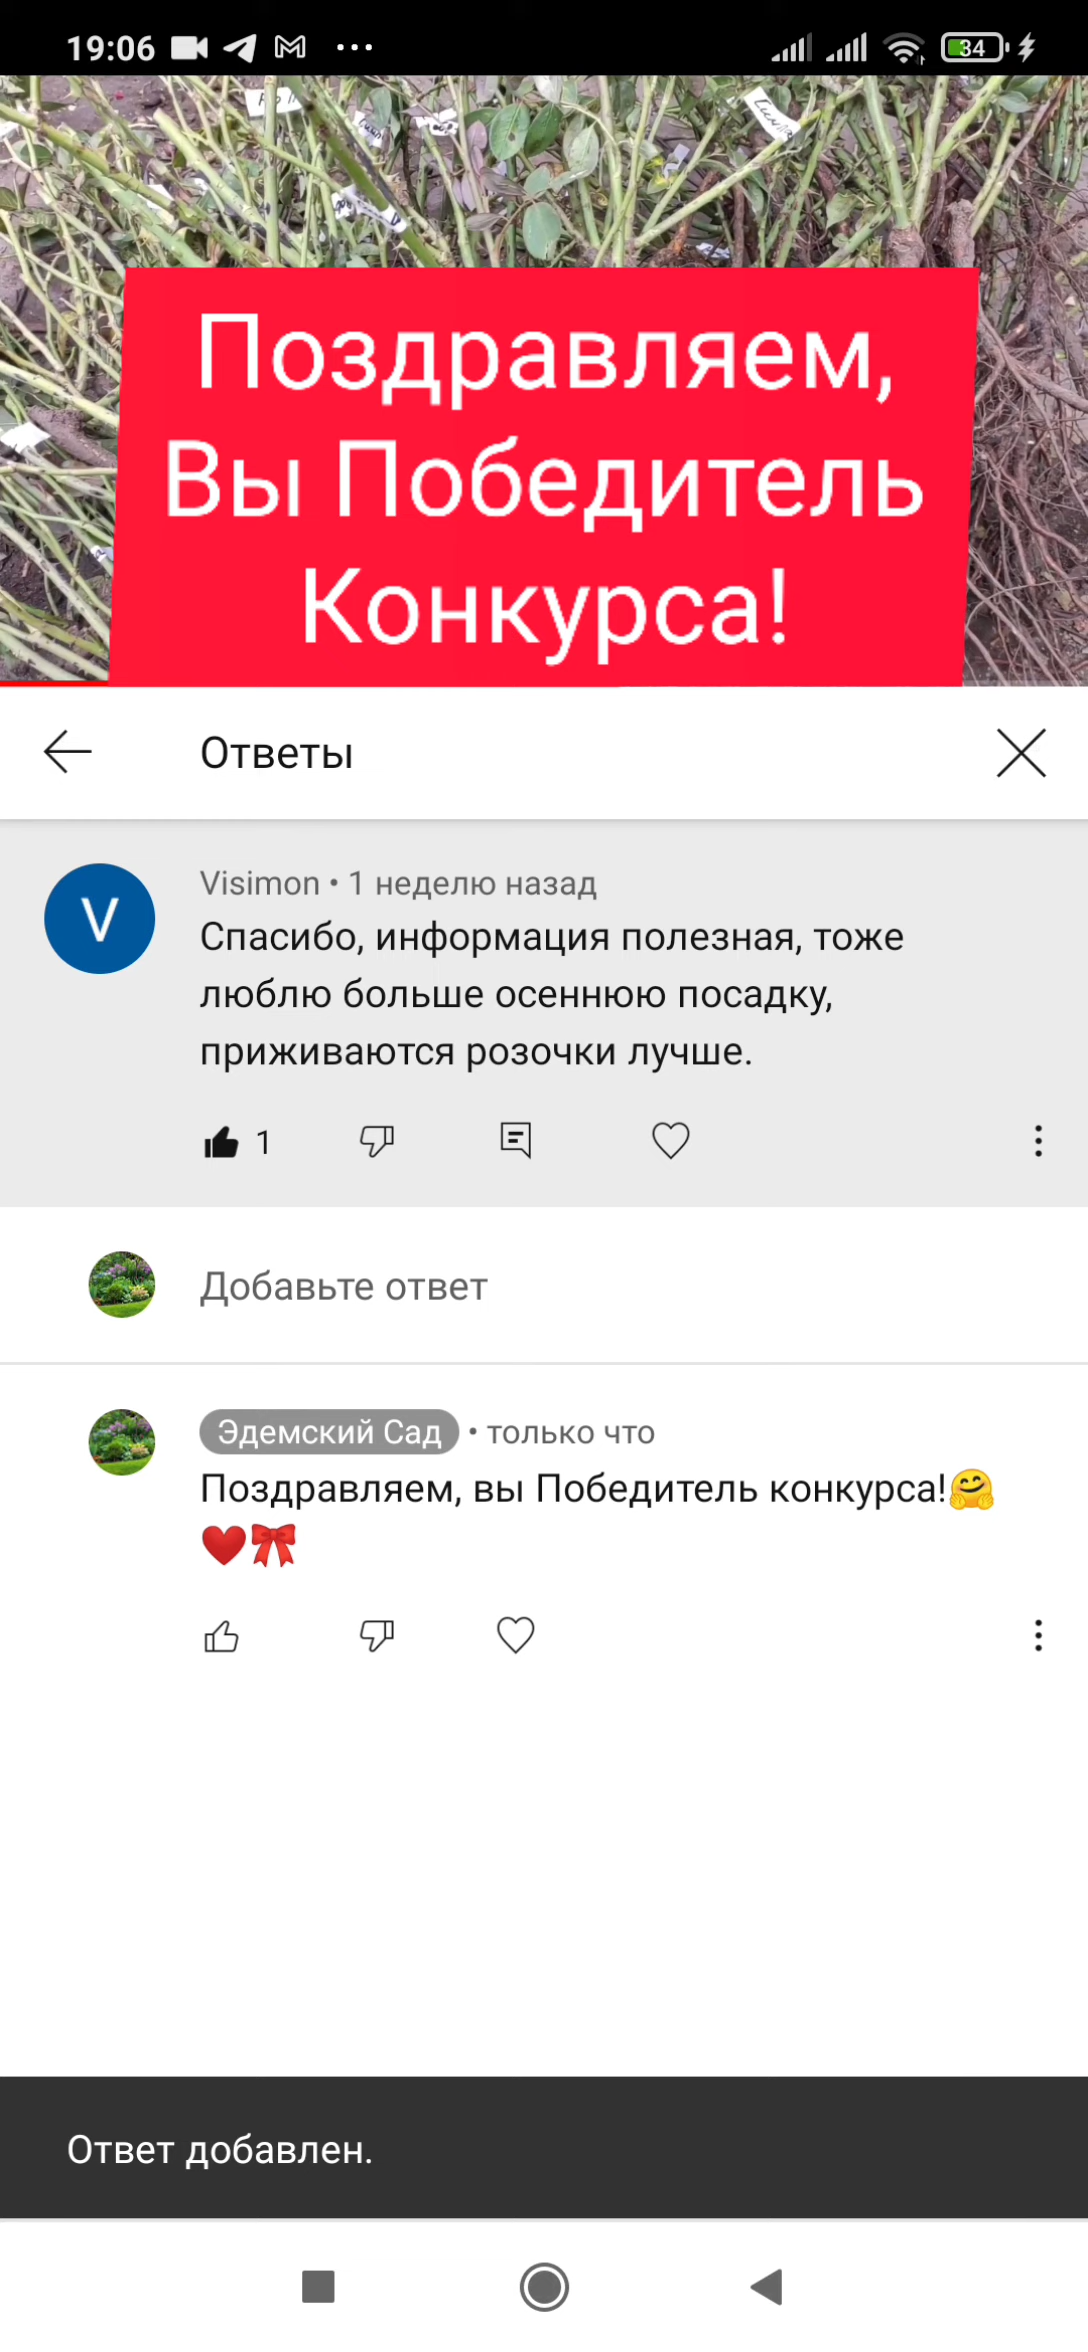 19:06
34
Поздравляем,
Вы Победитель
Конкурса!
Ответы
V
Visimon • 1 неделю назад
Спасибо, информация полезная, тоже
люблю больше осеннюю посадку,
приживаются розочки лучше.
1
Добавьте ответ
Эдемский Сад • только что
Поздравляем, вы Победитель конкурса!🤗
❤️🎀
Ответ добавлен.